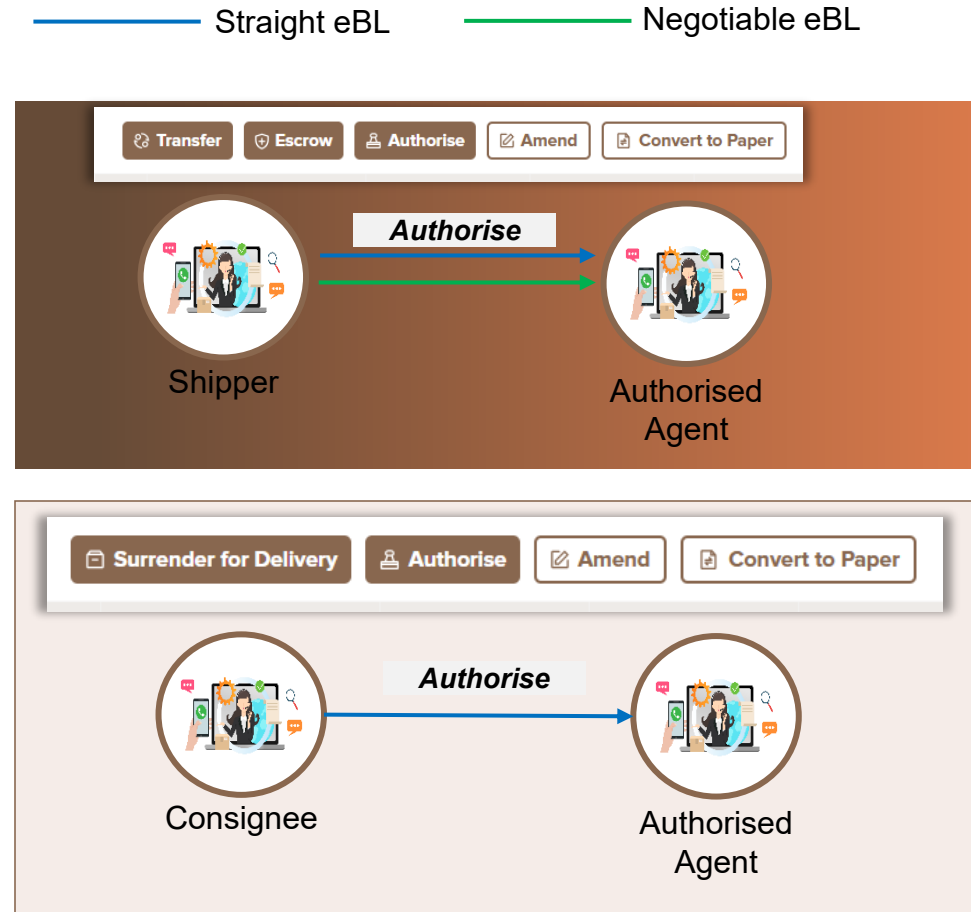 Straight eBL
Negotiable eBL
Transfer
Escrow
Authorise
Amend
Convert to Paper
Authorise
Shipper
Authorised
Agent
Surrender for Delivery
Authorise
Amend
Convert to Paper
Authorise
Consignee
Authorised
Agent